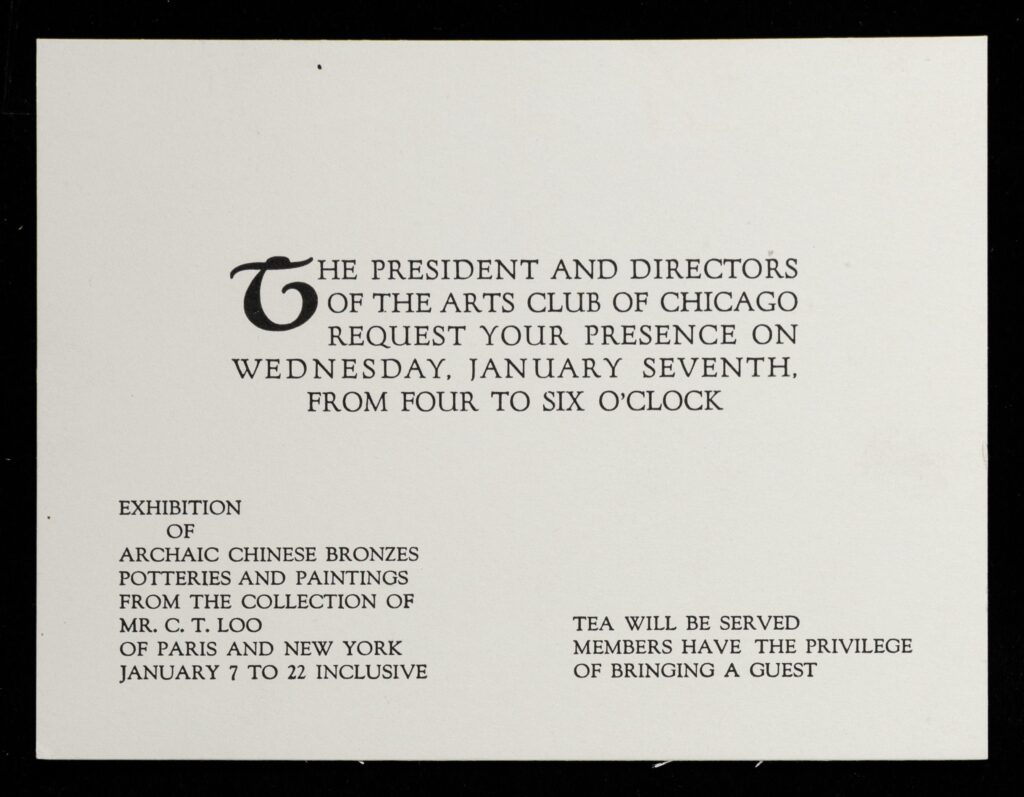 THE PRESIDENT AND DIRECTORS
OF THE ARTS CLUB OF CHICAGO
REQUEST YOUR PRESENCE ON
WEDNESDAY, JANUARY SEVENTH,
FROM FOUR TO SIX O'CLOCK
EXHIBITION
OF
ARCHAIC CHINESE BRONZES
POTTERIES AND PAINTINGS
FROM THE COLLECTION OF
MR. C. T. LOO
OF PARIS AND NEW YORK
JANUARY 7 TO 22 INCLUSIVE
TEA WILL BE SERVED
MEMBERS HAVE THE PRIVILEGE
OF BRINGING A GUEST